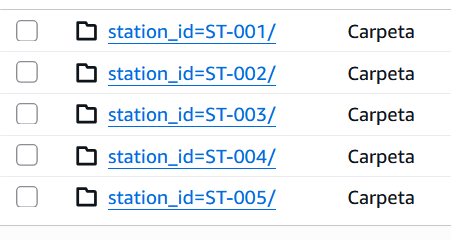 station_id=ST-001/ Carpeta
station_id=ST-002/ Carpeta
station_id=ST-003/ Carpeta
station_id=ST-004/ Carpeta
station_id=ST-005/ Carpeta